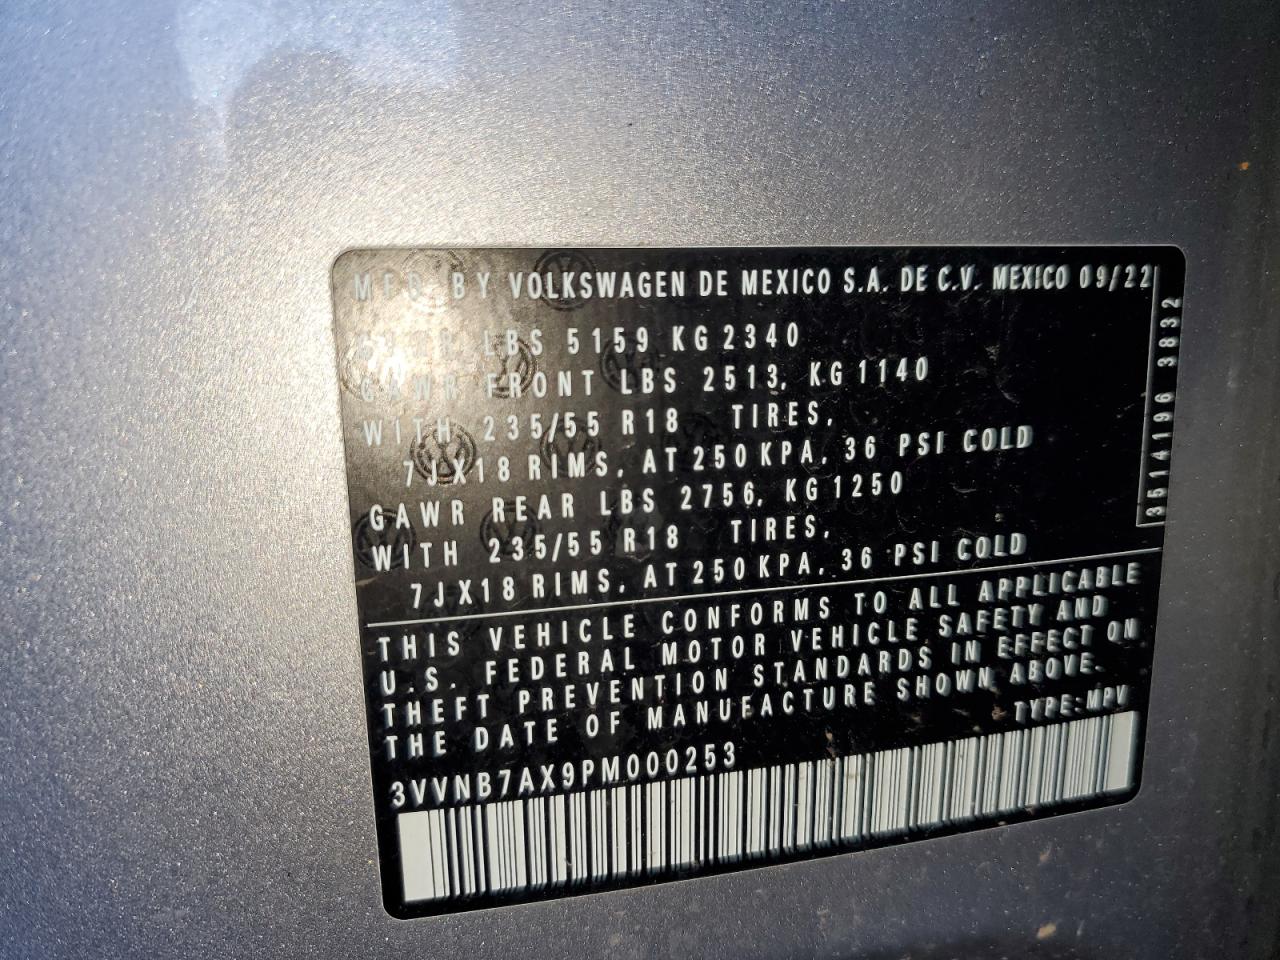 MFD BY VOLKSWAGEN DE MEXICO S.A. DE C.V. MEXICO 09/22
LBS 5159 KG 2340
GAWR FRONT LBS 2513, KG 1140
WITH 235/55 R18 TIRES,
7JX18 RIMS, AT 250 KPA, 36 PSI COLD
GAWR REAR LBS 2756, KG 1250
WITH 235/55 R18 TIRES,
7JX18 RIMS, AT 250 KPA, 36 PSI COLD
3514196 3832
THIS VEHICLE CONFORMS TO ALL APPLICABLE
U.S. FEDERAL MOTOR VEHICLE SAFETY AND
THEFT PREVENTION STANDARDS IN EFFECT ON
THE DATE OF MANUFACTURE SHOWN ABOVE.
TYPE: MPV
3VVNB7AX9PM000253